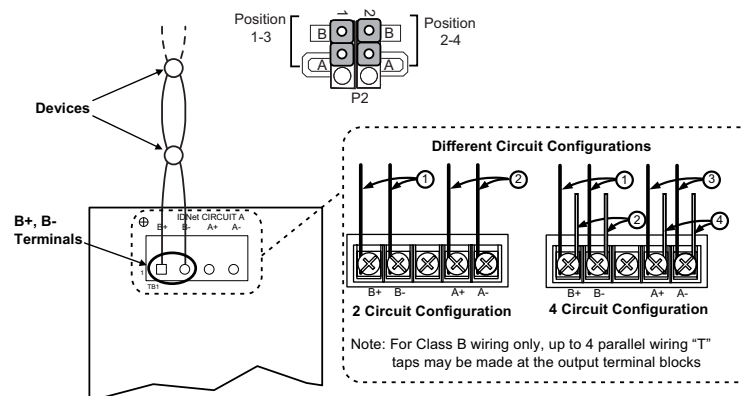 Position
1-3
1 2
B B
A A
P2
Position
2-4
Devices
B+, B-
Terminals
IDNet CIRCUIT A
B+ B- A+ A-
1
TB1
Different Circuit Configurations
1 2
B+ B- A+ A-
2 Circuit Configuration
1 3
2 4
B+ B- A+ A-
4 Circuit Configuration
Note: For Class B wiring only, up to 4 parallel wiring “T”
taps may be made at the output terminal blocks